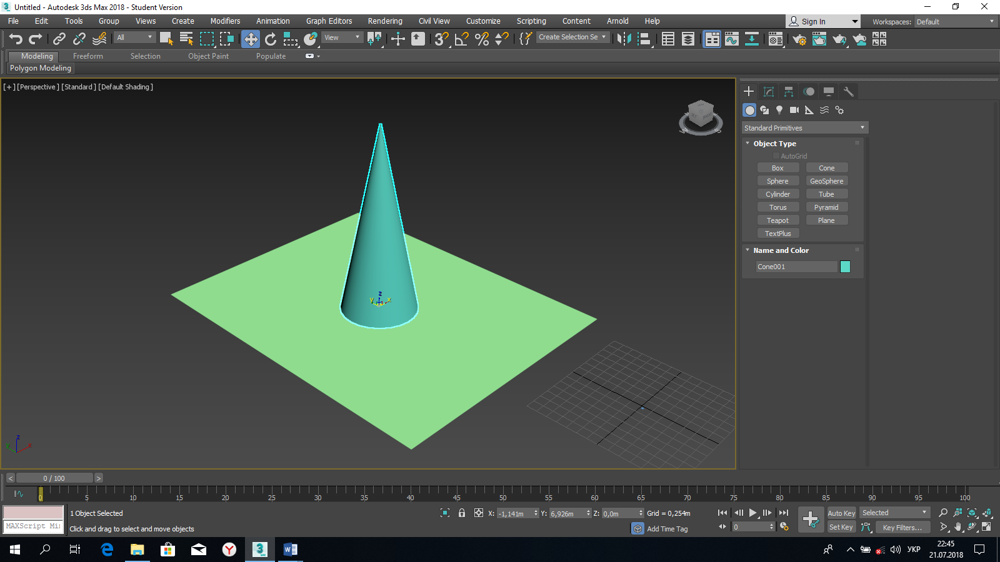 Untitled - Autodesk 3ds Max 2018 - Student Version
File Edit Tools Group Views Create Modifiers Animation Graph Editors Rendering Civil View Customize Scripting Content Arnold Help
Sign In Workspaces: Default
All View Create Selection Se
Modeling Freeform Selection Object Paint Populate
Polygon Modeling
[+] [Perspective] [Standard] [Default Shading]
Standard Primitives
Object Type
AutoGrid
Box Cone
Sphere GeoSphere
Cylinder Tube
Torus Pyramid
Teapot Plane
TextPlus
Name and Color
Cone001
z
y x
z
y x
< 0 / 100 >
0 5 10 15 20 25 30 35 40 45 50 55 60 65 70 75 80 85 90 95 100
1 Object Selected X: -1,141m Y: 6,926m Z: 0,0m Grid = 0,254m Auto Key Selected
MAXScript Mi Click and drag to select and move objects Add Time Tag 0 Set Key Key Filters...
УКР 22:45
21.07.2018